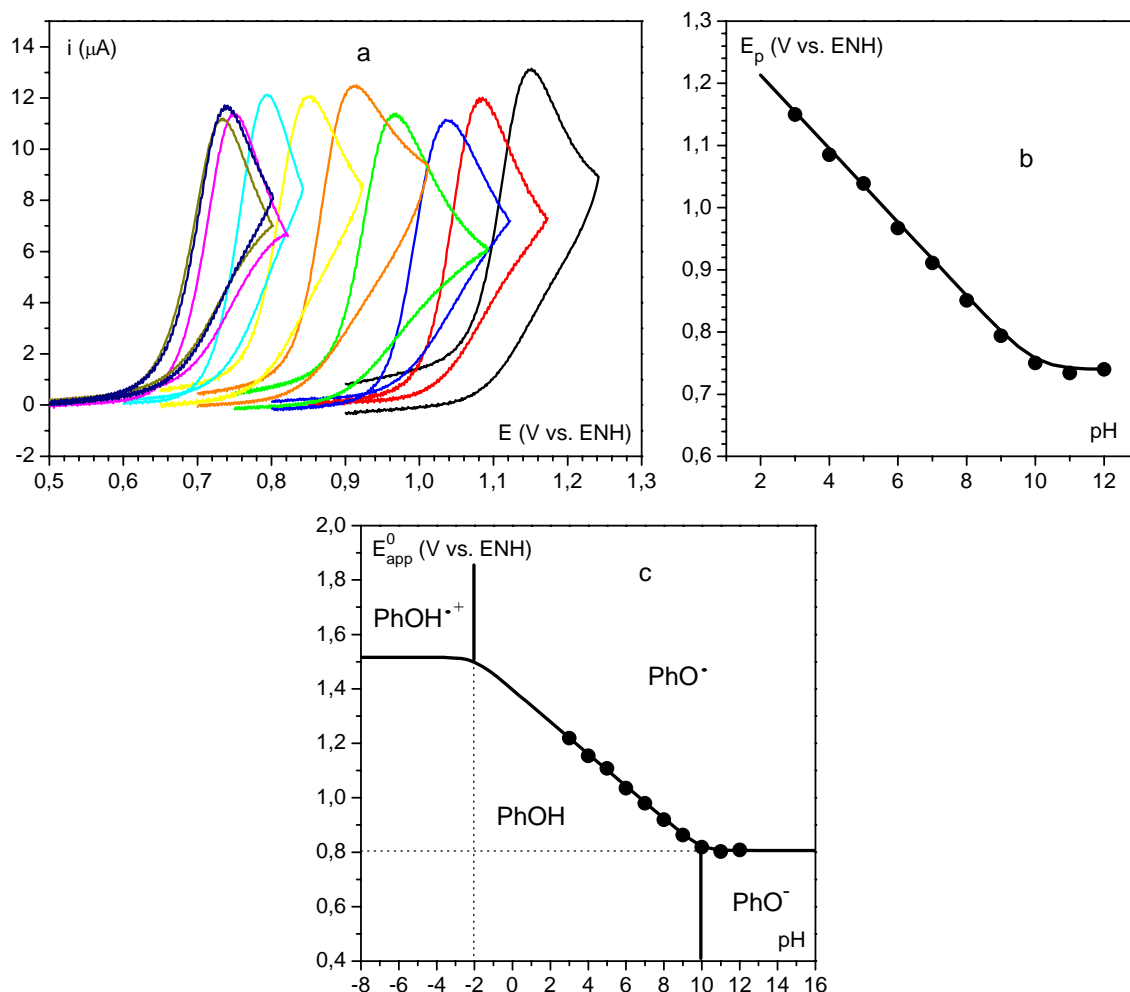 i (μA)
a
14
12
10
8
6
4
2
0
-2
E (V vs. ENH)
0,5 0,6 0,7 0,8 0,9 1,0 1,1 1,2 1,3
1,3
1,2
1,1
1,0
0,9
0,8
0,7
0,6
E_p (V vs. ENH)
b
pH
2 4 6 8 10 12
2,0
1,8
1,6
1,4
1,2
1,0
0,8
0,6
0,4
E^0_app (V vs. ENH)
c
PhOH•+
PhO•
PhOH
PhO-
pH
-8 -6 -4 -2 0 2 4 6 8 10 12 14 16